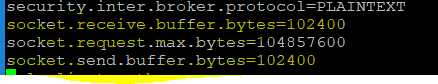 security.inter.broker.protocol=PLAINTEXT
socket.receive.buffer.bytes=102400
socket.request.max.bytes=104857600
socket.send.buffer.bytes=102400